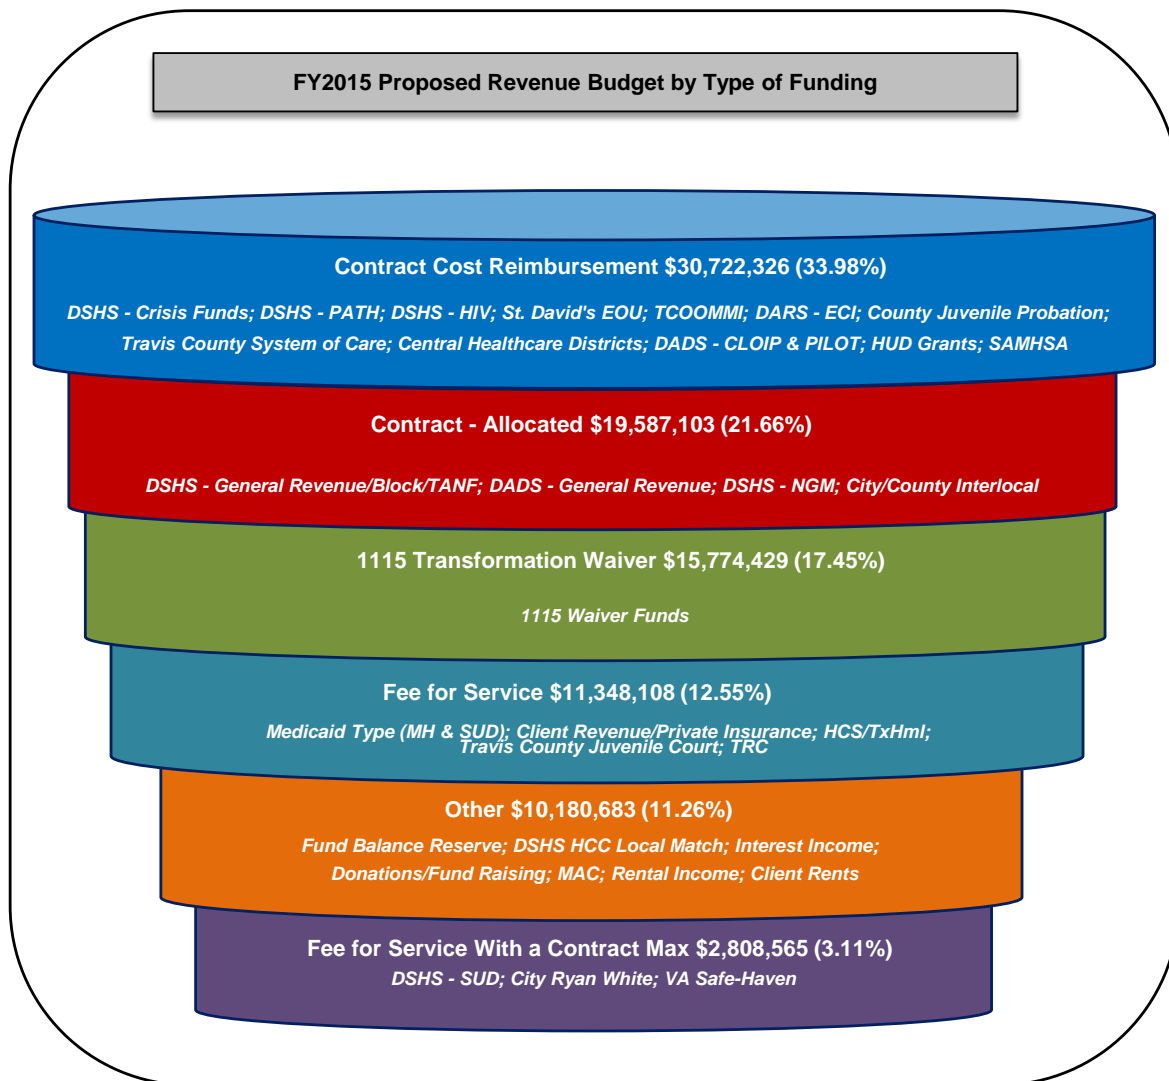 FY2015 Proposed Revenue Budget by Type of Funding
Contract Cost Reimbursement $30,722,326 (33.98%)
DSHS - Crisis Funds; DSHS - PATH; DSHS - HIV; St. David's EOU; TCOOMMI; DARS - ECI; County Juvenile Probation;
Travis County System of Care; Central Healthcare Districts; DADS - CLOIP & PILOT; HUD Grants; SAMHSA
Contract - Allocated $19,587,103 (21.66%)
DSHS - General Revenue/Block/TANF; DADS - General Revenue; DSHS - NGM; City/County Interlocal
1115 Transformation Waiver $15,774,429 (17.45%)
1115 Waiver Funds
Fee for Service $11,348,108 (12.55%)
Medicaid Type (MH & SUD); Client Revenue/Private Insurance; HCS/TxHml;
Travis County Juvenile Court; TRC
Other $10,180,683 (11.26%)
Fund Balance Reserve; DSHS HCC Local Match; Interest Income;
Donations/Fund Raising; MAC; Rental Income; Client Rents
Fee for Service With a Contract Max $2,808,565 (3.11%)
DSHS - SUD; City Ryan White; VA Safe-Haven